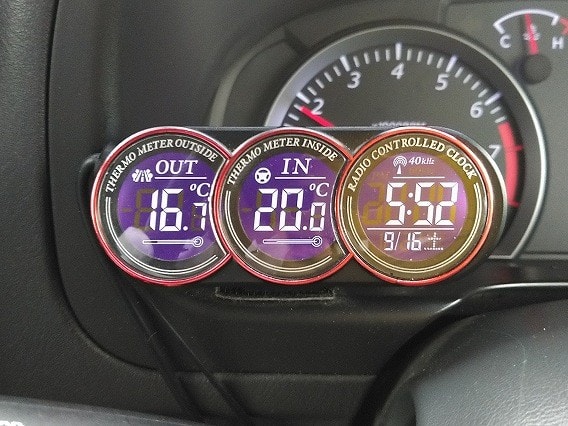 C H
2 3 4 5 6 7
THERMO METER OUTSIDE
OUT
16.7 °C
THERMO METER INSIDE
IN
20.0 °C
RADIO CONTROLLED CLOCK
40kHz
5:52
9/16 土